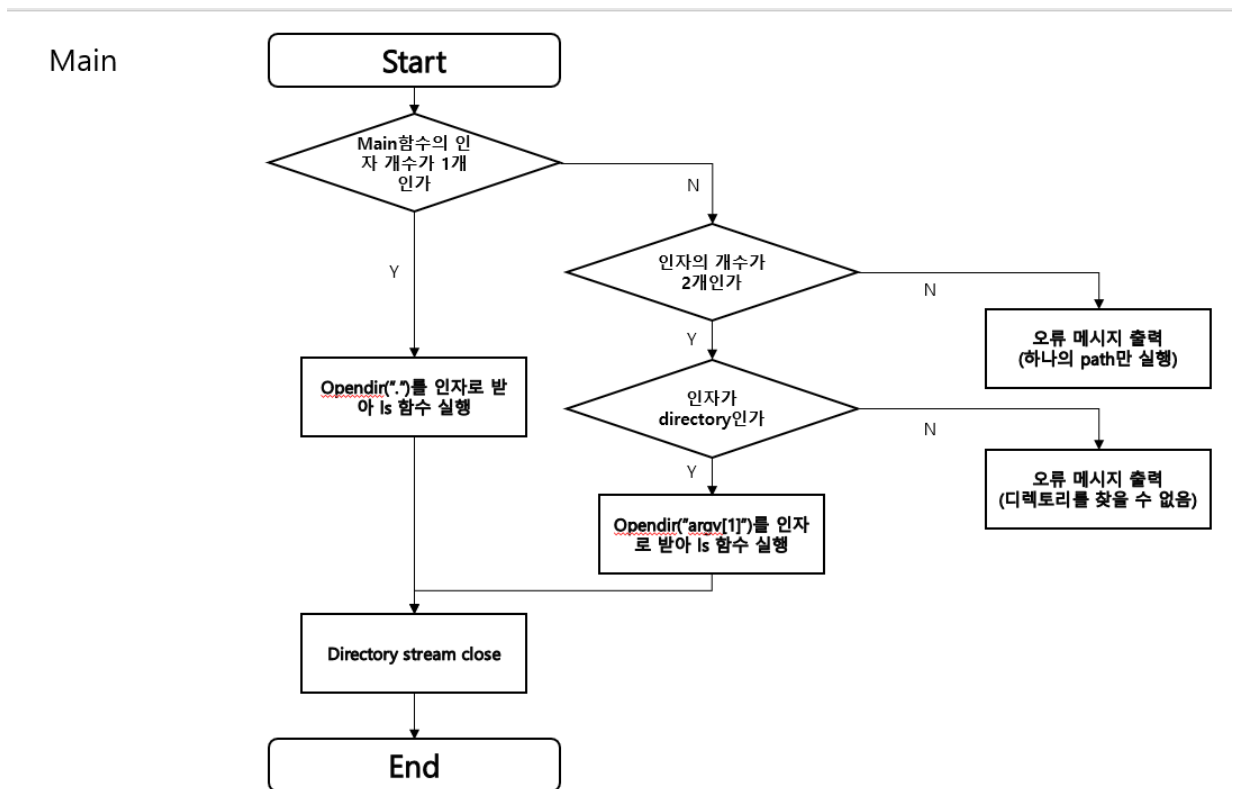 Main
Start
Main함수의 인
자 개수가 1개
인가
N
Y
인자의 개수가
2개인가
N
오류 메시지 출력
(하나의 path만 실행)
Y
Opendir(".")를 인자로 받
아 ls 함수 실행
인자가
directory인가
N
오류 메시지 출력
(디렉토리를 찾을 수 없음)
Y
Opendir("argv[1]")를 인자
로 받아 ls 함수 실행
Directory stream close
End